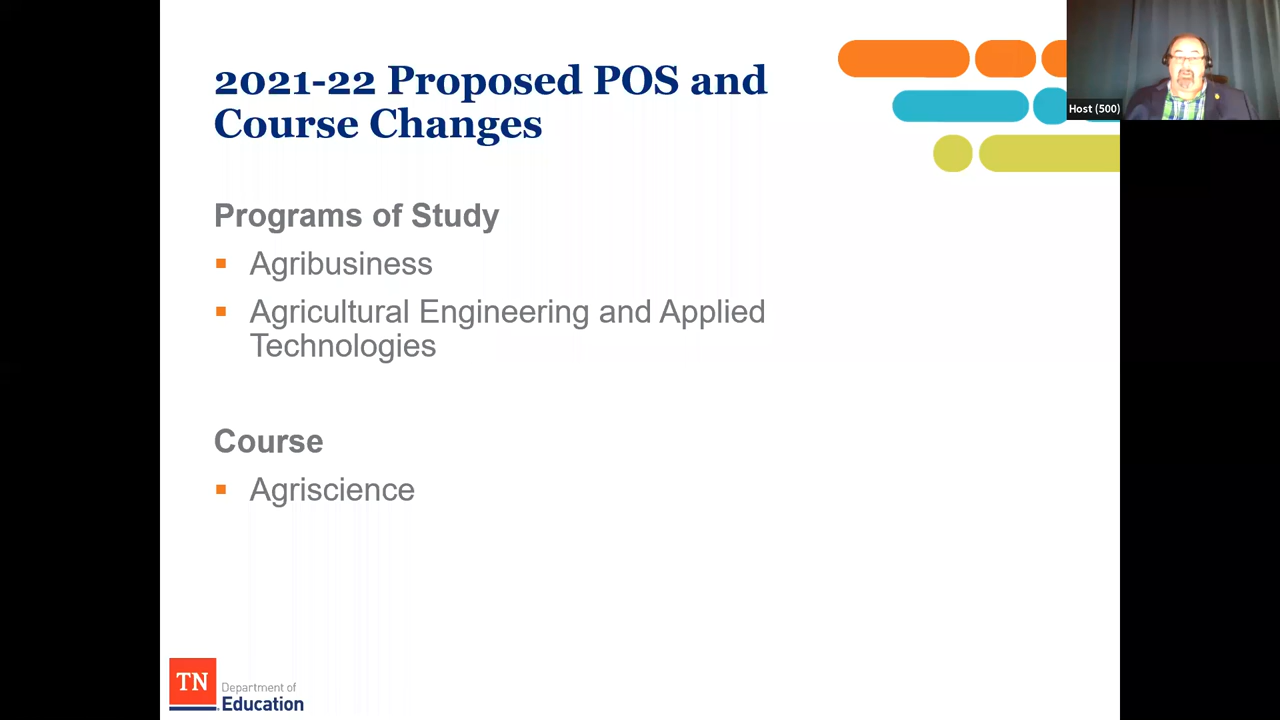 2021-22 Proposed POS and
Course Changes
Host (500)
Programs of Study
Agribusiness
Agricultural Engineering and Applied
Technologies
Course
Agriscience
TN
Department of
Education